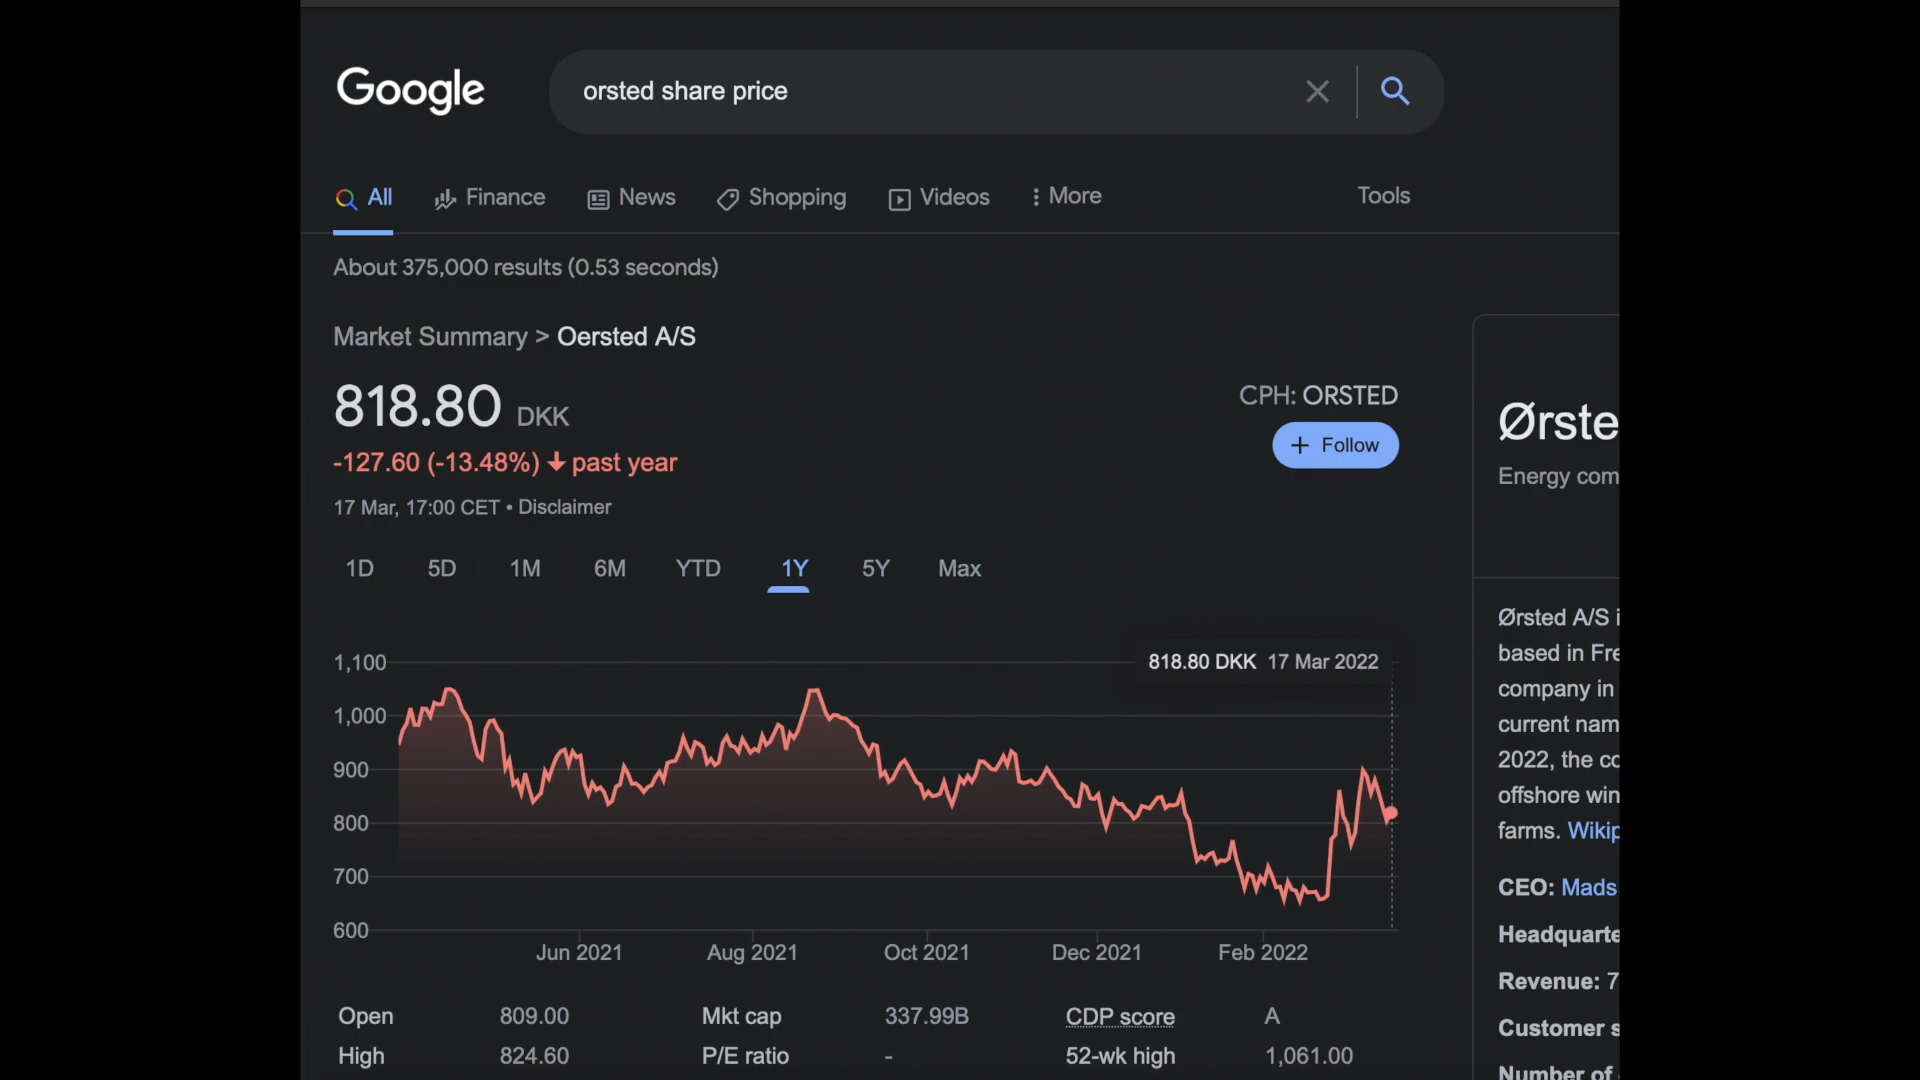 Google
orsted share price
All Finance News Shopping Videos More Tools
About 375,000 results (0.53 seconds)
Market Summary > Oersted A/S
818.80 DKK
CPH: ORSTED
+ Follow
-127.60 (-13.48%) ↓ past year
17 Mar, 17:00 CET • Disclaimer
1D 5D 1M 6M YTD 1Y 5Y Max
818.80 DKK 17 Mar 2022
1,100
1,000
900
800
700
600
Jun 2021 Aug 2021 Oct 2021 Dec 2021 Feb 2022
Open 809.00 Mkt cap 337.99B CDP score A
High 824.60 P/E ratio - 52-wk high 1,061.00
Ørste
Energy com
Ørsted A/S i
based in Fre
company in
current nam
2022, the co
offshore win
farms. Wikip
CEO: Mads
Headquarte
Revenue: 7
Customer s
Number of